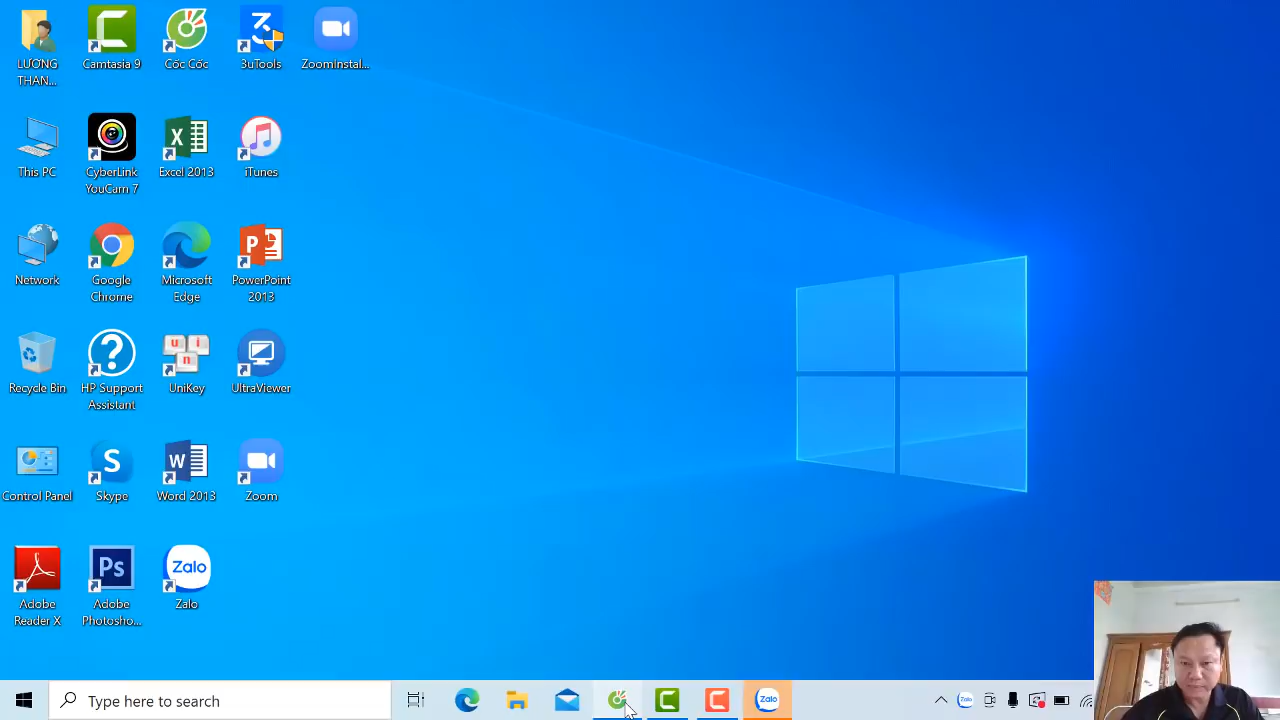 LƯƠNG THAN...
Camtasia 9
Cốc Cốc
3uTools
ZoomInstal...
This PC
CyberLink YouCam 7
Excel 2013
iTunes
Network
Google Chrome
Microsoft Edge
PowerPoint 2013
Recycle Bin
HP Support Assistant
UniKey
UltraViewer
Control Panel
Skype
Word 2013
Zoom
Adobe Reader X
Adobe Photosho...
Zalo
Type here to search